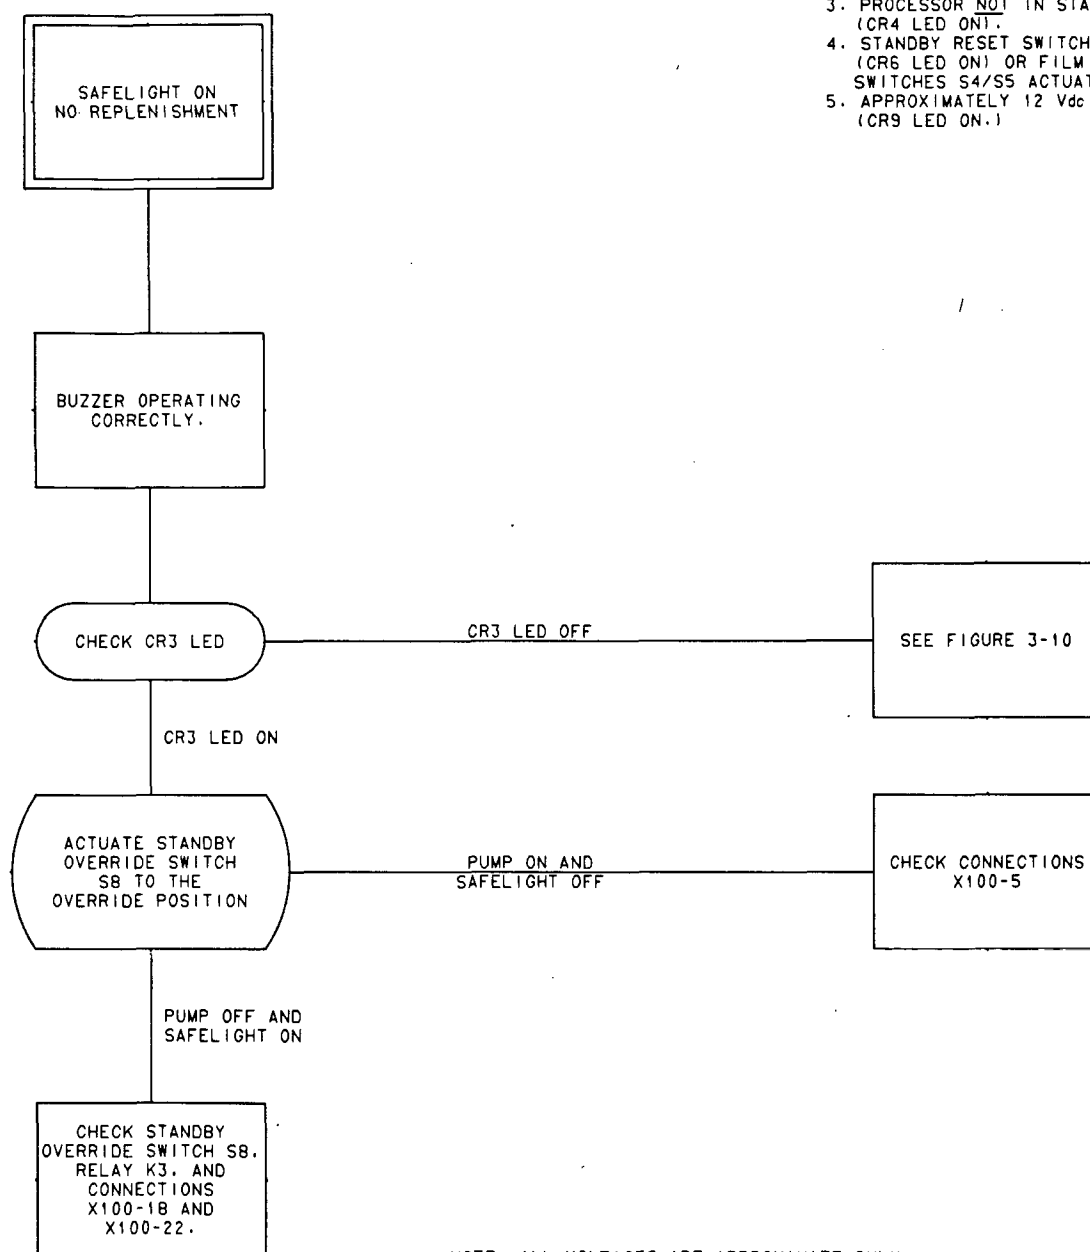 3. PROCESSOR NOT IN STA
(CR4 LED ON).
4. STANDBY RESET SWITCH
(CR6 LED ON) OR FILM
SWITCHES S4/S5 ACTUAT
5. APPROXIMATELY 12 Vdc
(CR9 LED ON.)
SAFELIGHT ON
NO REPLENISHMENT
BUZZER OPERATING
CORRECTLY.
CHECK CR3 LED
CR3 LED OFF
SEE FIGURE 3-10
CR3 LED ON
ACTUATE STANDBY
OVERRIDE SWITCH
S8 TO THE
OVERRIDE POSITION
PUMP ON AND
SAFELIGHT OFF
CHECK CONNECTIONS
X100-5
PUMP OFF AND
SAFELIGHT ON
CHECK STANDBY
OVERRIDE SWITCH S8,
RELAY K3, AND
CONNECTIONS
X100-18 AND
X100-22.